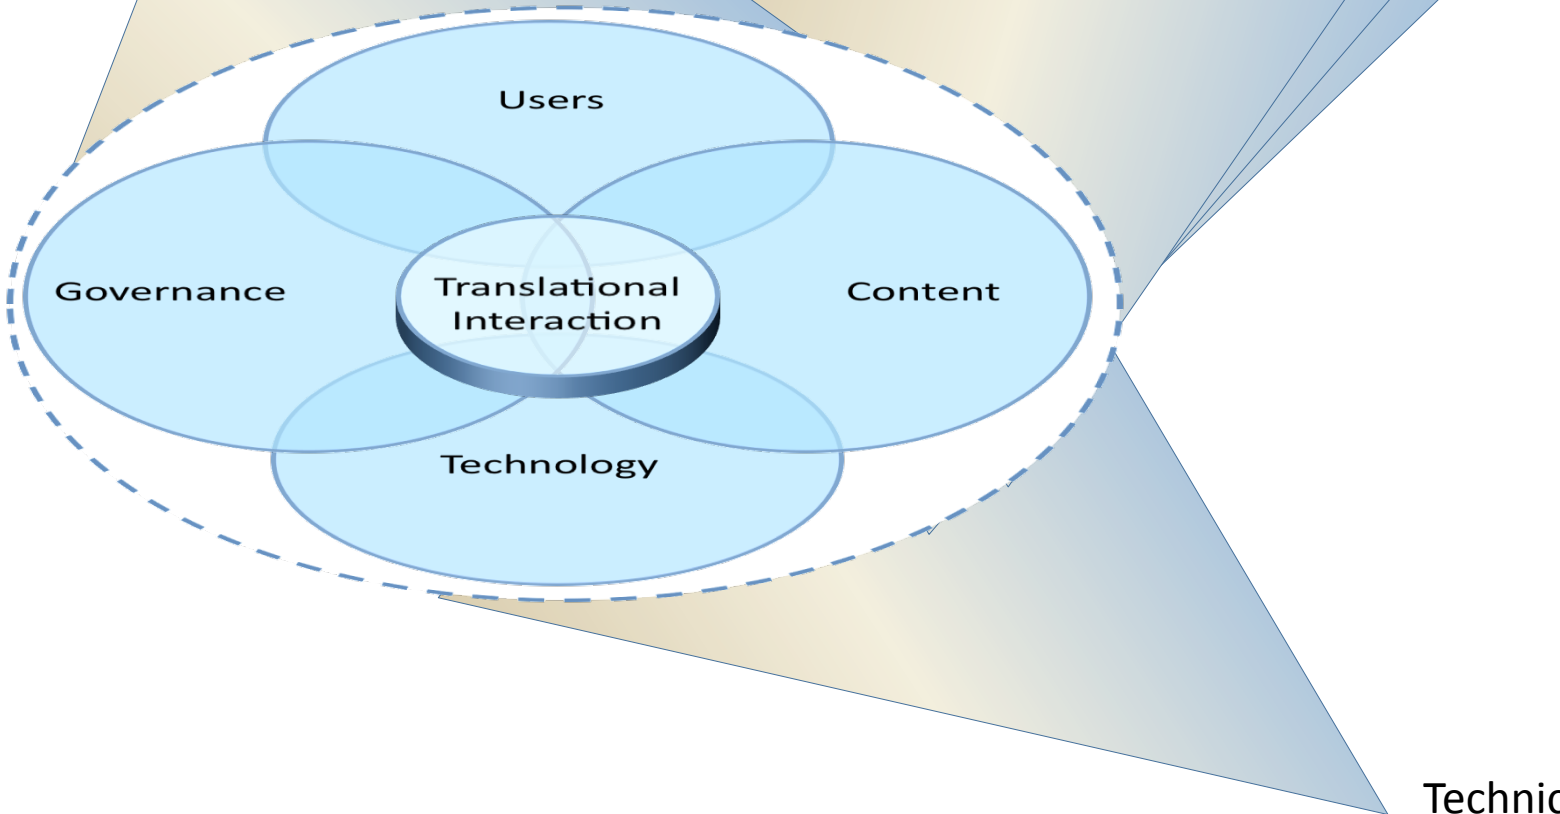 Users
Governance
Translational
Interaction
Content
Technology